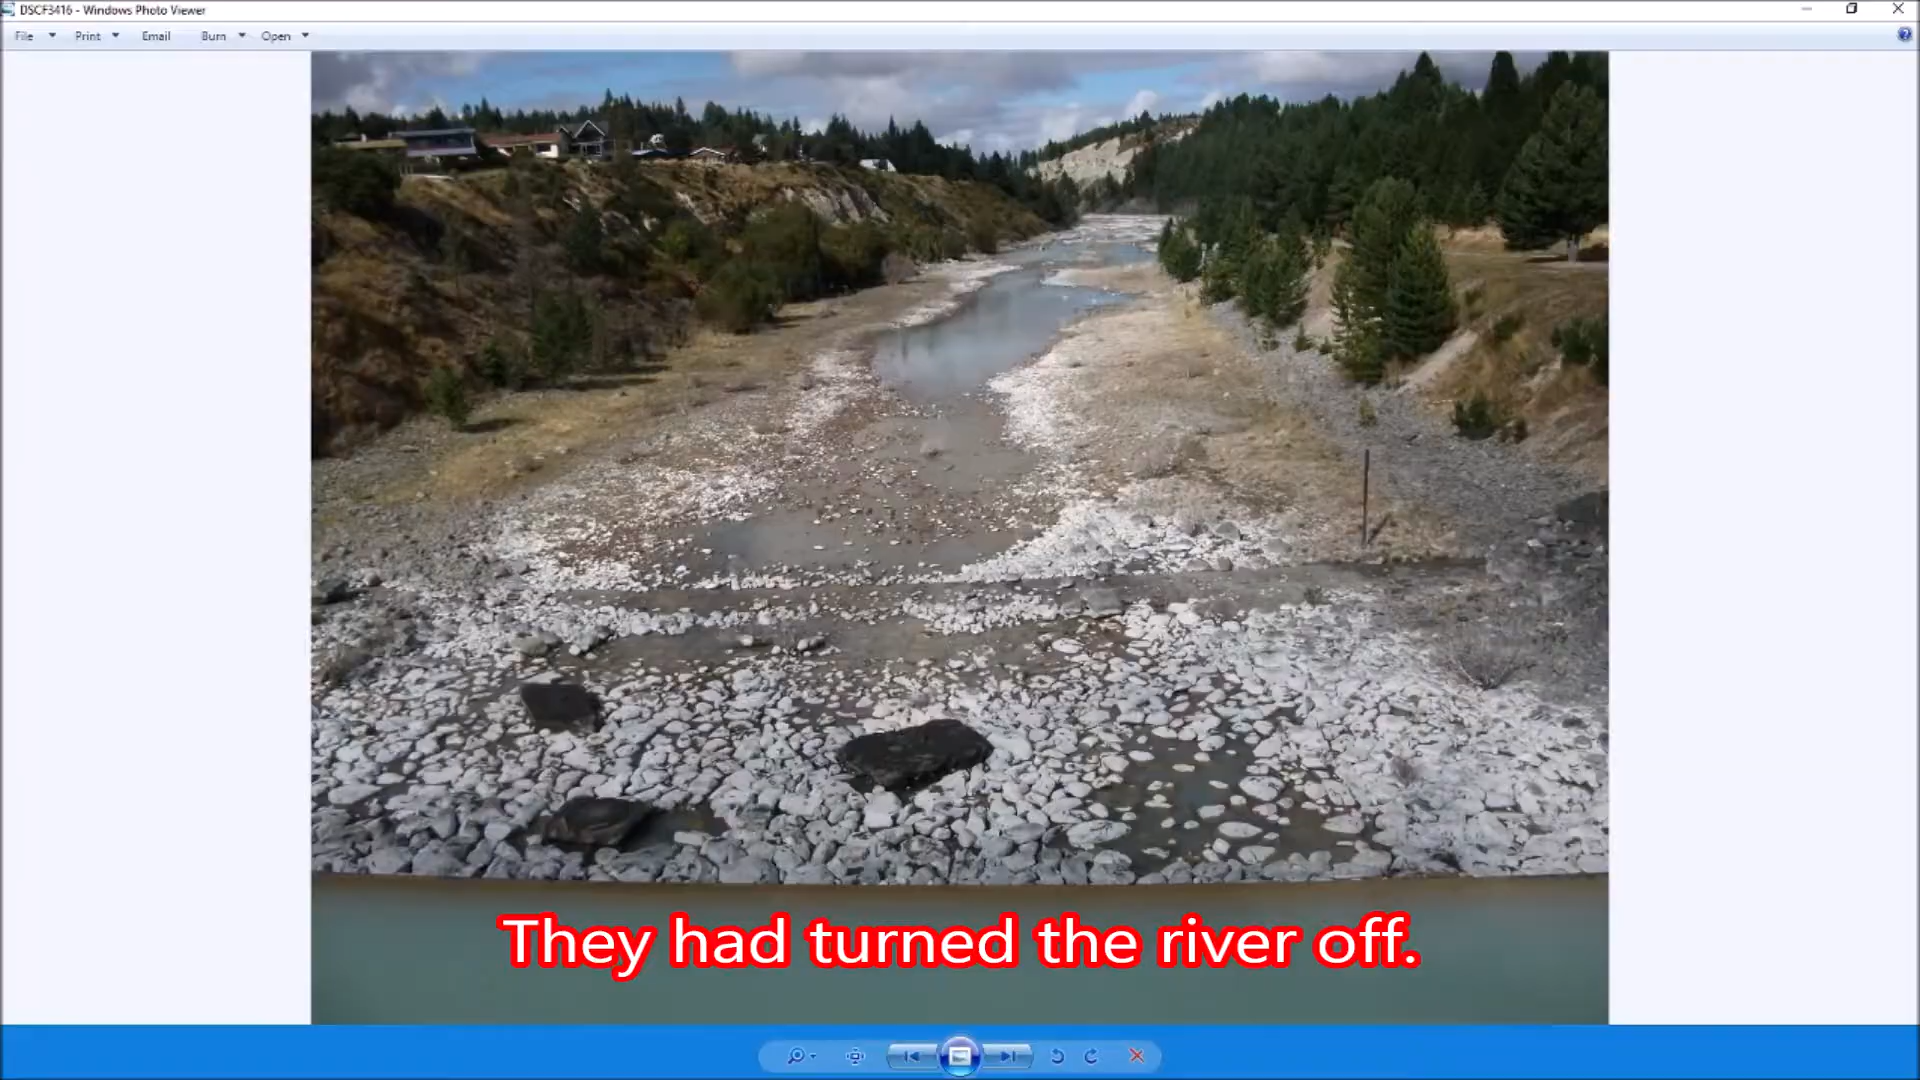 DSCF3416 - Windows Photo Viewer
File Print Email Burn Open
They had turned the river off.